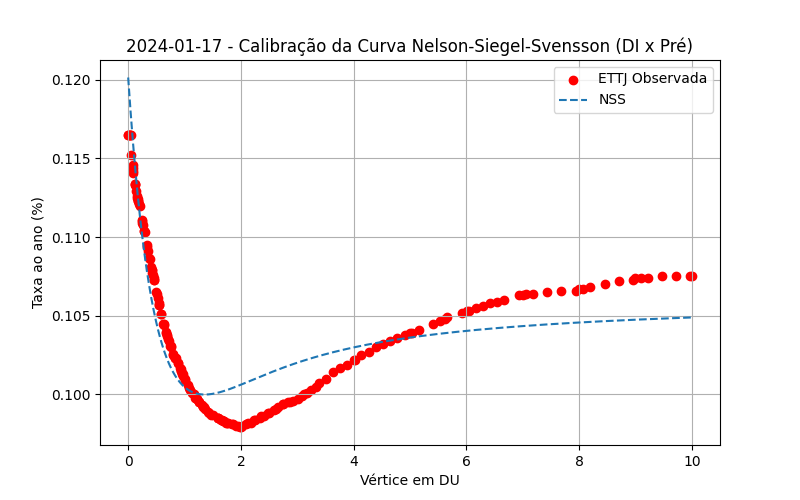 2024-01-17 - Calibração da Curva Nelson-Siegel-Svensson (DI x Pré)
ETTJ Observada
NSS
Taxa ao ano (%)
0.120
0.115
0.110
0.105
0.100
0 2 4 6 8 10
Vértice em DU